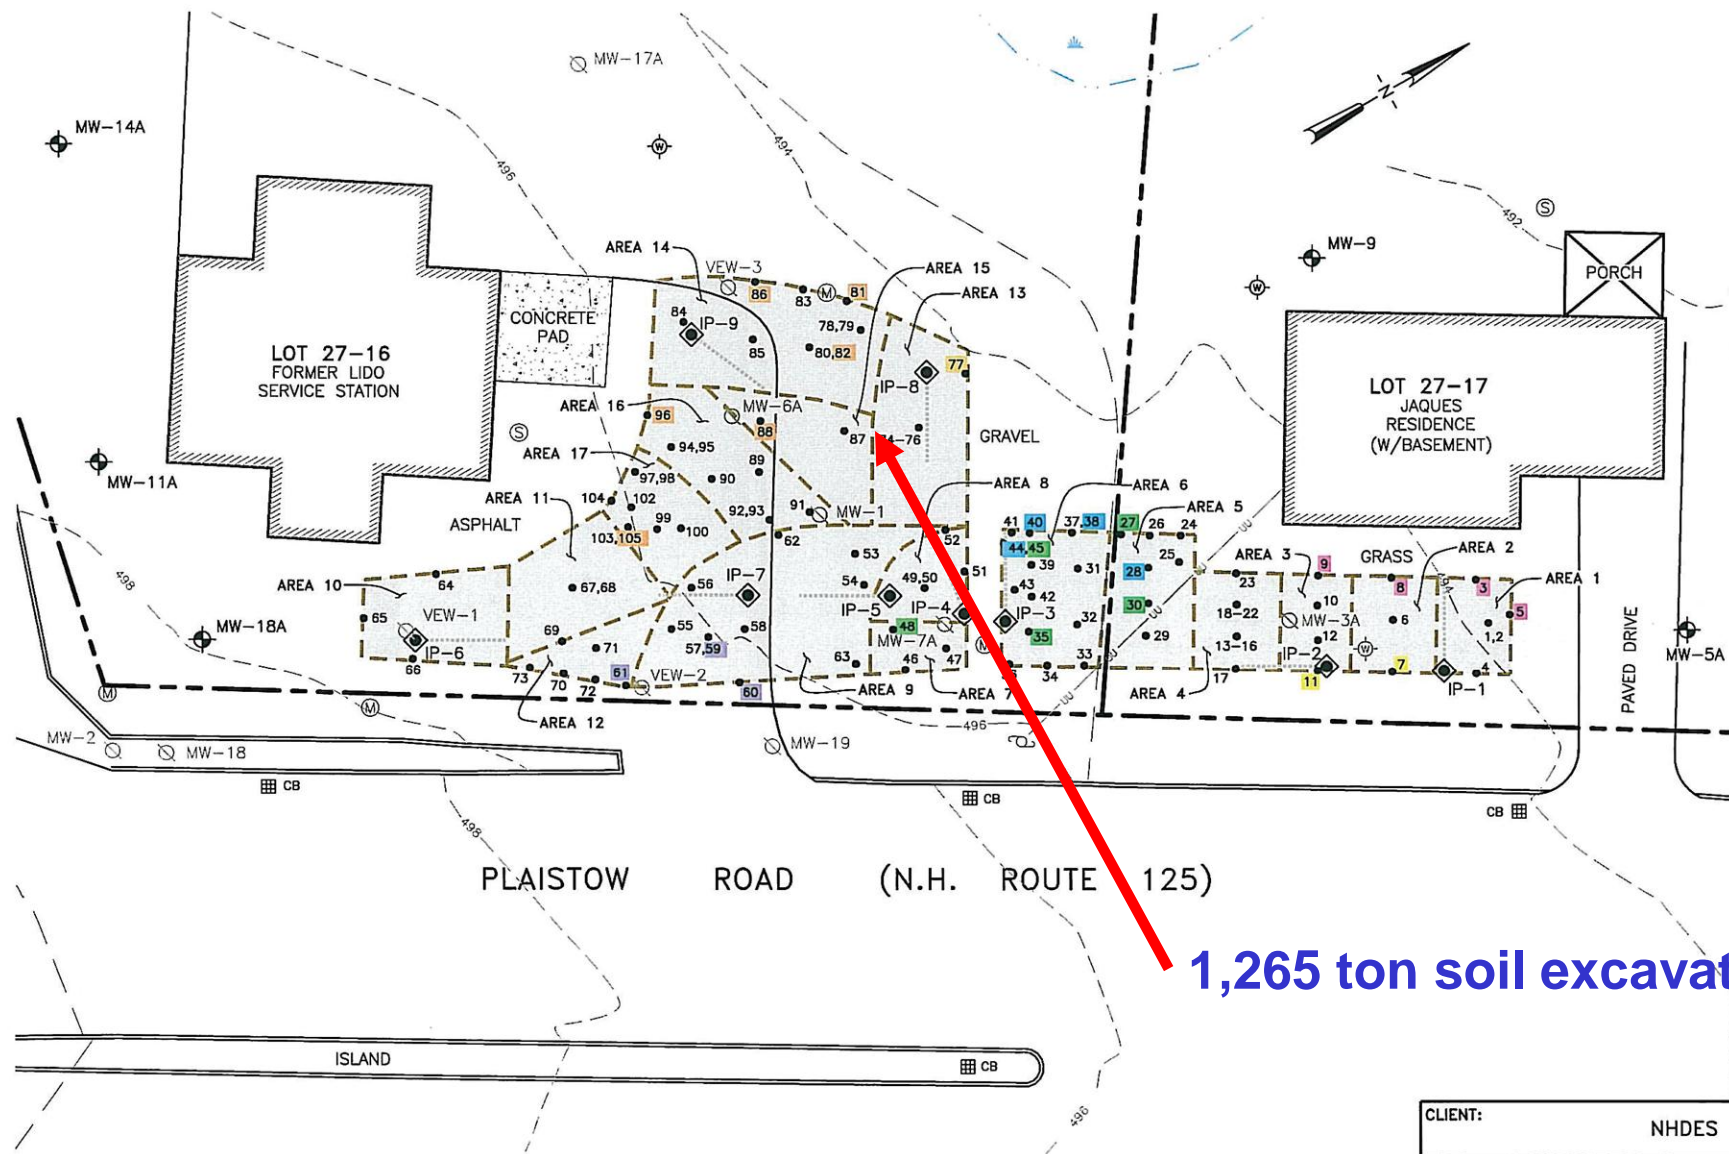 MW-17A
MW-14A
496
494
N
492
MW-9
PORCH
AREA 14
VEW-3
86
83
M
81
AREA 15
AREA 13
CONCRETE
PAD
LOT 27-16
FORMER LIDO
SERVICE STATION
84
IP-9
85
78,79
80,82
77
IP-8
LOT 27-17
JAQUES
RESIDENCE
(W/BASEMENT)
AREA 16
MW-6A
96
88
87
74-76
GRAVEL
S
94,95
AREA 17
97,98
90
89
AREA 8
AREA 6
AREA 5
MW-11A
AREA 11
104
102
92,93
91
MW-1
ASPHALT
99
100
103,105
62
52
41
40
37,38
27
26
24
44,45
25
AREA 3
GRASS
AREA 2
53
39
31
28
9
8
3
AREA 1
AREA 10
64
67,68
56
IP-7
54
49,50
51
43
42
23
18-22
10
5
498
VEW-1
65
IP-5
IP-4
IP-3
30
MW-3A
6
1,2
MW-18A
69
55
58
48
MW-7A
35
32
29
13-16
12
W
MW-5A
IP-6
71
57,59
63
46
47
M
34
33
17
IP-2
66
73
70
72
61
VEW-2
60
AREA 9
AREA 7
AREA 4
11
7
IP-1
4
PAVED DRIVE
M
M
AREA 12
496
MW-2
MW-18
MW-19
CB
CB
CB
498
PLAISTOW ROAD (N.H. ROUTE 125)
1,265 ton soil excavat
ISLAND
CB
496
CLIENT:
NHDES